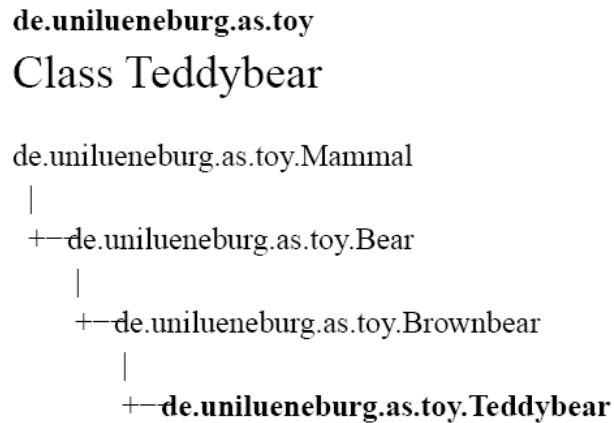 de.unilueneburg.as.toy
Class Teddybear
de.unilueneburg.as.toy.Mammal
|
+--de.unilueneburg.as.toy.Bear
|
+--de.unilueneburg.as.toy.Brownbear
|
+--de.unilueneburg.as.toy.Teddybear